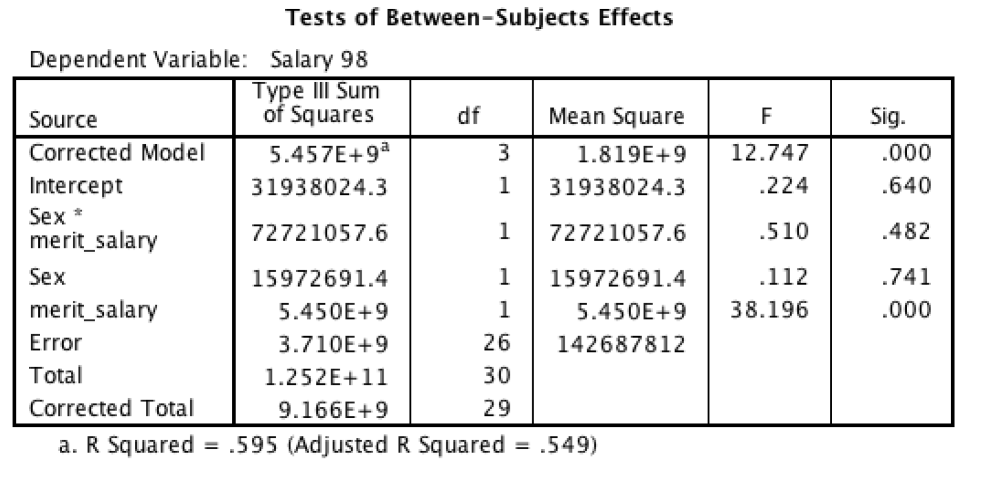 Tests of Between-Subjects Effects
Dependent Variable: Salary 98
Source Type III Sum of Squares df Mean Square F Sig.
Corrected Model 5.457E+9a 3 1.819E+9 12.747 .000
Intercept 31938024.3 1 31938024.3 .224 .640
Sex * merit_salary 72721057.6 1 72721057.6 .510 .482
Sex 15972691.4 1 15972691.4 .112 .741
merit_salary 5.450E+9 1 5.450E+9 38.196 .000
Error 3.710E+9 26 142687812
Total 1.252E+11 30
Corrected Total 9.166E+9 29
a. R Squared = .595 (Adjusted R Squared = .549)